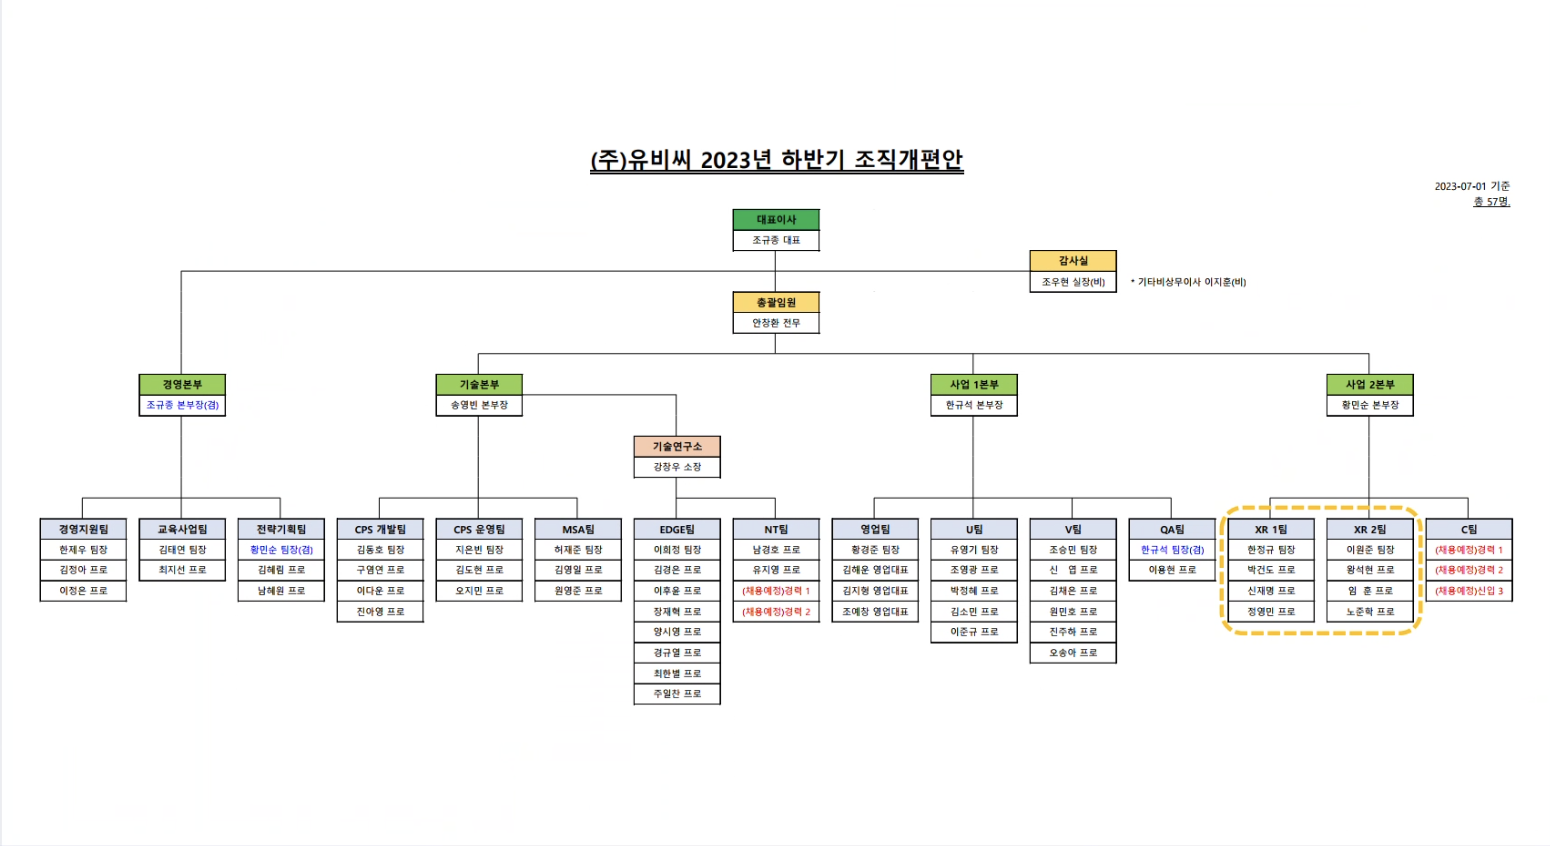 (주)유비씨 2023년 하반기 조직개편안
2023-07-01 기준
총 57명.
대표이사
조규종 대표
감사실
조우현 실장(비)
* 기타비상무이사 이지훈(비)
총괄임원
안창환 전무
경영본부
조규종 본부장(겸)
기술본부
송영빈 본부장
사업 1본부
한규석 본부장
사업 2본부
황민순 본부장
기술연구소
강창우 소장
경영지원팀
한제우 팀장
김정아 프로
이정은 프로
교육사업팀
김태연 팀장
최지선 프로
전략기획팀
황민순 팀장(겸)
김혜림 프로
남혜원 프로
CPS 개발팀
김동호 팀장
구명연 프로
이다운 프로
진아영 프로
CPS 운영팀
지은빈 팀장
김도현 프로
오지민 프로
MSA팀
허재준 팀장
김영일 프로
원영준 프로
EDGE팀
이희정 팀장
김경은 프로
이후윤 프로
장재혁 프로
양시영 프로
경규열 프로
최한별 프로
주일찬 프로
NT팀
남경호 프로
유지영 프로
(채용예정)경력 1
(채용예정)경력 2
영업팀
황경준 팀장
김해운 영업대표
김지형 영업대표
조예창 영업대표
U팀
유영기 팀장
조영광 프로
박정혜 프로
김소민 프로
이준규 프로
V팀
조승민 팀장
신 엽 프로
김채은 프로
원민호 프로
진주하 프로
오송아 프로
QA팀
한규석 팀장(겸)
이용현 프로
XR 1팀
한정규 팀장
박건도 프로
신재명 프로
정영민 프로
XR 2팀
이원준 팀장
왕석현 프로
임 훈 프로
노준학 프로
C팀
(채용예정)경력 1
(채용예정)경력 2
(채용예정)신입 3